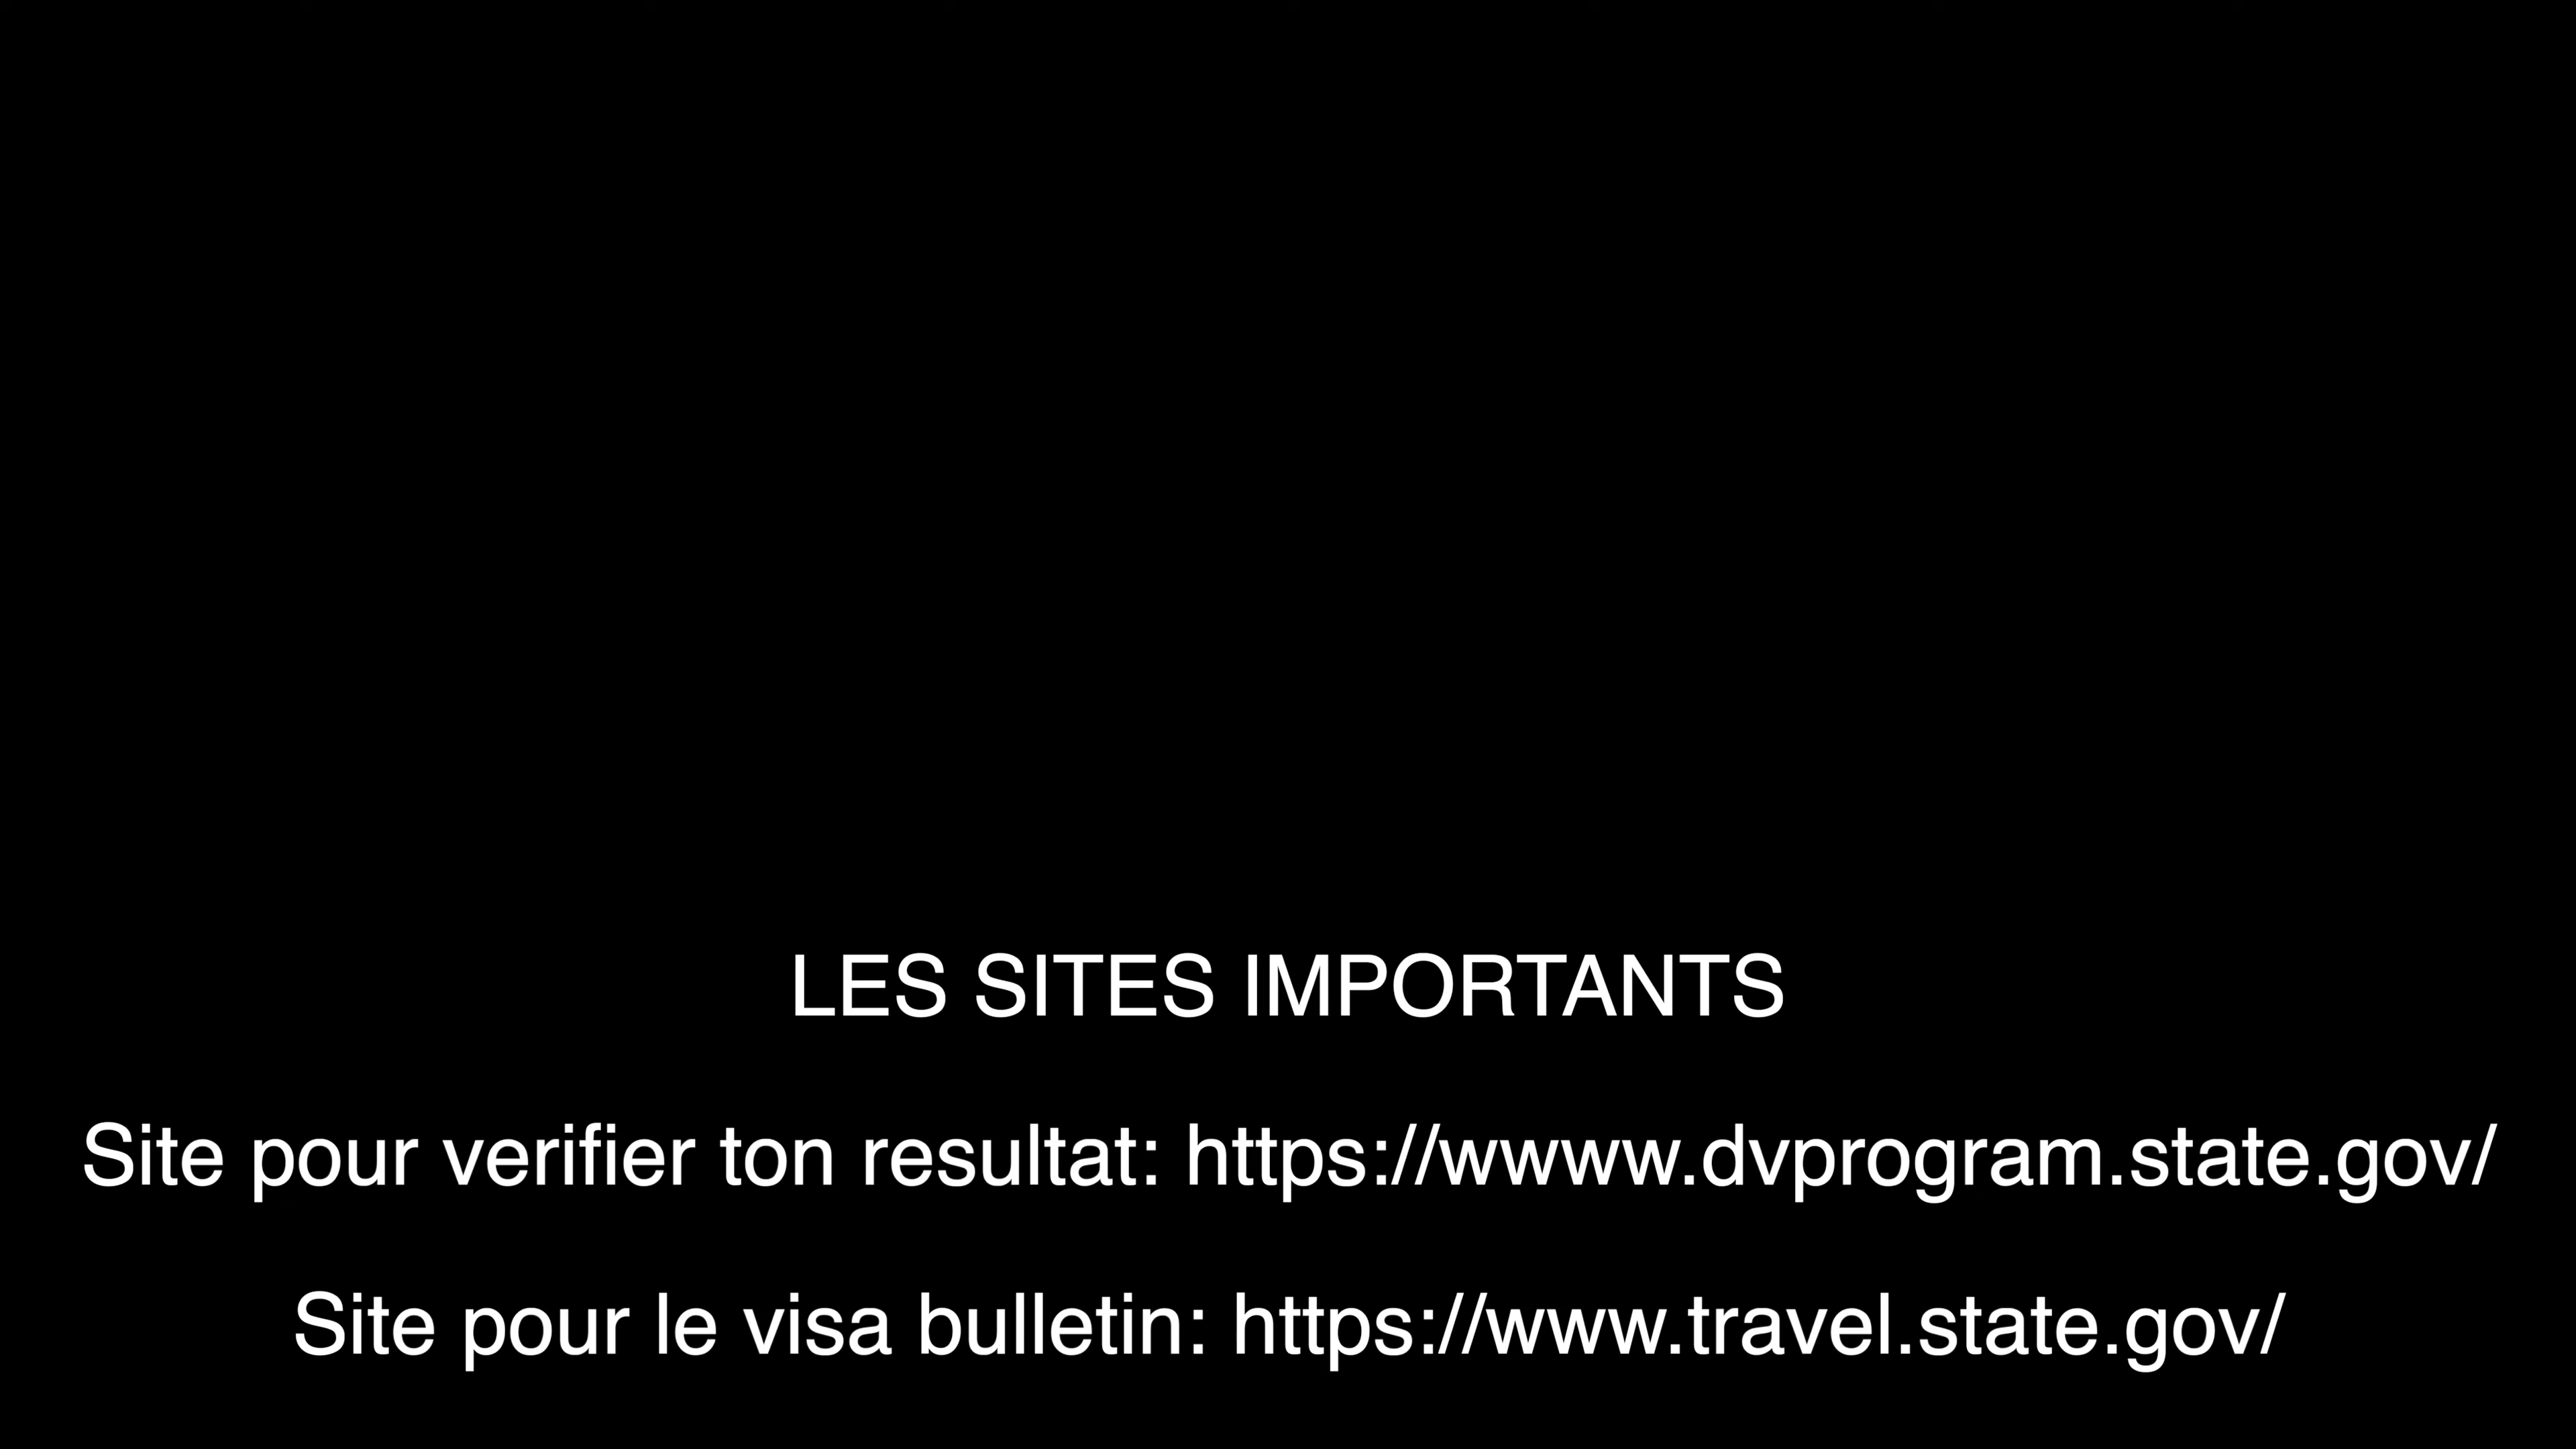 LES SITES IMPORTANTS
Site pour verifier ton resultat: https://wwww.dvprogram.state.gov/
Site pour le visa bulletin: https://www.travel.state.gov/